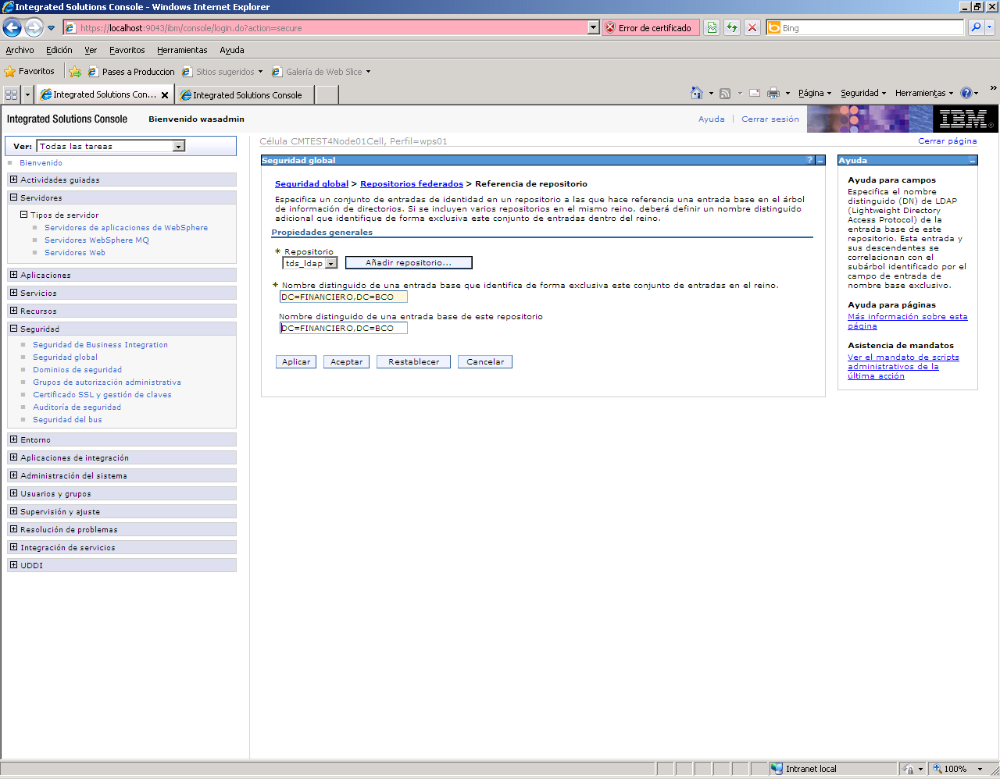 Integrated Solutions Console - Windows Internet Explorer
https://localhost:9043/ibm/console/login.do?action=secure
Error de certificado
Bing
Archivo Edición Ver Favoritos Herramientas Ayuda
Favoritos Pases a Produccion Sitios sugeridos Galería de Web Slice
Integrated Solutions Con... Integrated Solutions Console Página Seguridad Herramientas »
Integrated Solutions Console Bienvenido wasadmin Ayuda | Cerrar sesión IBM
Ver: Todas las tareas
Bienvenido
Actividades guiadas
Servidores
Tipos de servidor
Servidores de aplicaciones de WebSphere
Servidores WebSphere MQ
Servidores Web
Aplicaciones
Servicios
Recursos
Seguridad
Seguridad de Business Integration
Seguridad global
Dominios de seguridad
Grupos de autorización administrativa
Certificado SSL y gestión de claves
Auditoría de seguridad
Seguridad del bus
Entorno
Aplicaciones de integración
Administración del sistema
Usuarios y grupos
Supervisión y ajuste
Resolución de problemas
Integración de servicios
UDDI
Célula CMTEST4Node01Cell, Perfil=wps01
Cerrar página
Seguridad global ?
Seguridad global > Repositorios federados > Referencia de repositorio
Especifica un conjunto de entradas de identidad en un repositorio a las que hace referencia una entrada base en el árbol
de información de directorios. Si se incluyen varios repositorios en el mismo reino, deberá definir un nombre distinguido
adicional que identifique de forma exclusiva este conjunto de entradas dentro del reino.
Propiedades generales
* Repositorio
tds_ldap Añadir repositorio...
* Nombre distinguido de una entrada base que identifica de forma exclusiva este conjunto de entradas en el reino.
DC=FINANCIERO,DC=BCO
Nombre distinguido de una entrada base de este repositorio
DC=FINANCIERO,DC=BCO
Aplicar Aceptar Restablecer Cancelar
Ayuda
Ayuda para campos
Especifica el nombre
distinguido (DN) de LDAP
(Lightweight Directory
Access Protocol) de la
entrada base de este
repositorio. Esta entrada y
sus descendentes se
correlacionan con el
subárbol identificado por el
campo de entrada de
nombre base exclusivo.
Ayuda para páginas
Más información sobre esta
página
Asistencia de mandatos
Ver el mandato de scripts
administrativos de la
última acción
Intranet local 100%